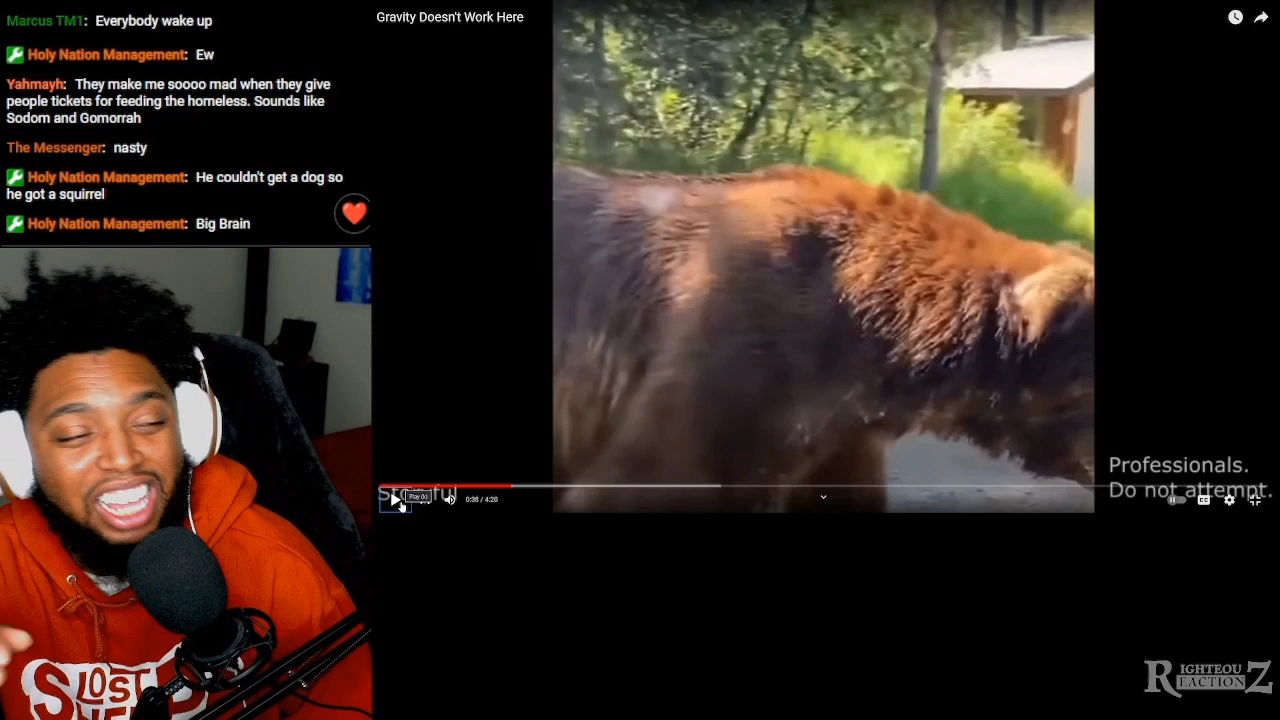 Marcus TM1: Everybody wake up
Holy Nation Management: Ew
Yahmayh: They make me soooo mad when they give
people tickets for feeding the homeless. Sounds like
Sodom and Gomorrah
The Messenger: nasty
Holy Nation Management: He couldn't get a dog so
he got a squirrel
Holy Nation Management: Big Brain
Gravity Doesn't Work Here
Professionals.
Do not attempt.
Play (k)
0:38 / 4:20
LOST
RIGHTEOU
REACTIONZ